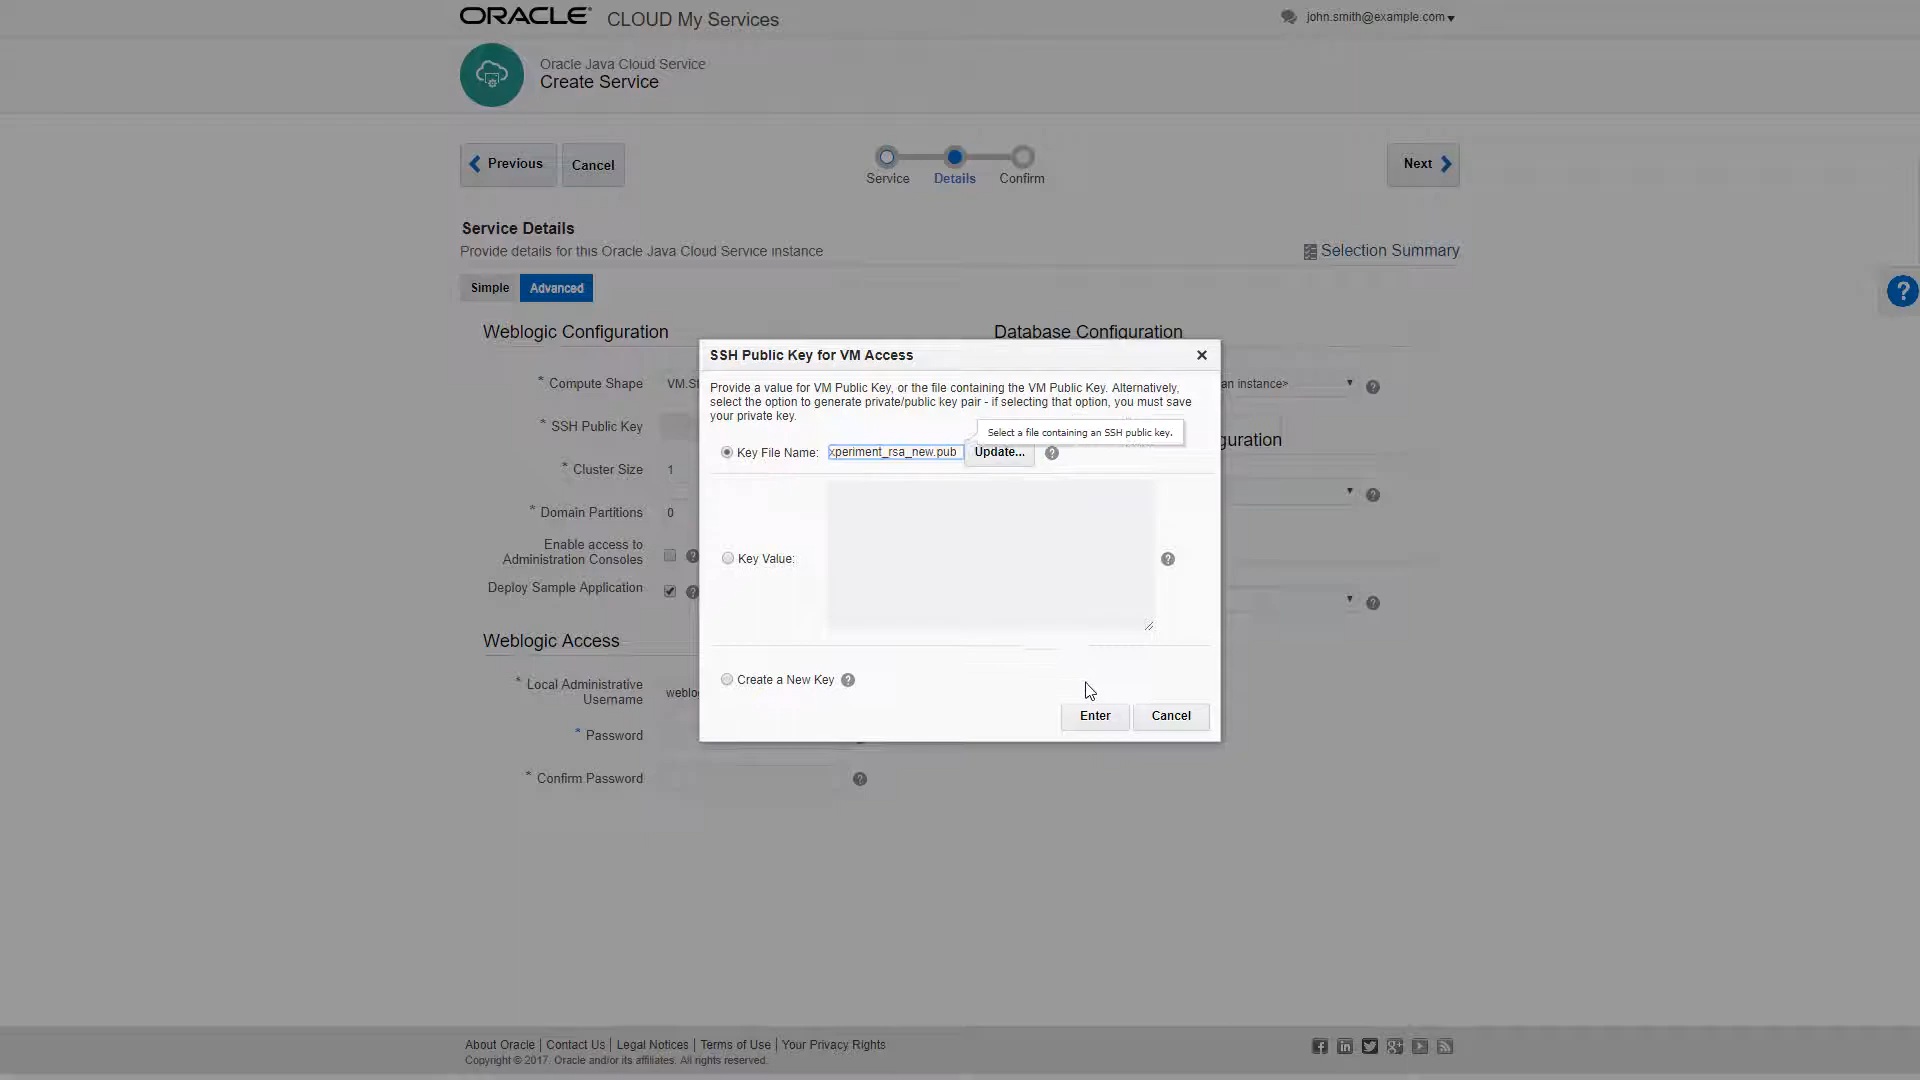 ORACLE® CLOUD My Services
john.smith@example.com
Oracle Java Cloud Service
Create Service
Previous
Cancel
Service
Details
Confirm
Next
Service Details
Provide details for this Oracle Java Cloud Service instance
Selection Summary
Simple
Advanced
Weblogic Configuration
Database Configuration
SSH Public Key for VM Access
Provide a value for VM Public Key, or the file containing the VM Public Key. Alternatively,
select the option to generate private/public key pair - if selecting that option, you must save
your private key.
Select a file containing an SSH public key.
Key File Name: xperiment_rsa_new.pub Update... ?
Key Value: ?
Create a New Key ?
Enter
Cancel
* Compute Shape VM.St
an instance> ?
* SSH Public Key
guration
* Cluster Size 1
?
* Domain Partitions 0
Enable access to
Administration Consoles ?
Deploy Sample Application ?
?
Weblogic Access
* Local Administrative
Username weblo
* Password
* Confirm Password ?
?
About Oracle | Contact Us | Legal Notices | Terms of Use | Your Privacy Rights
Copyright © 2017, Oracle and/or its affiliates. All rights reserved.